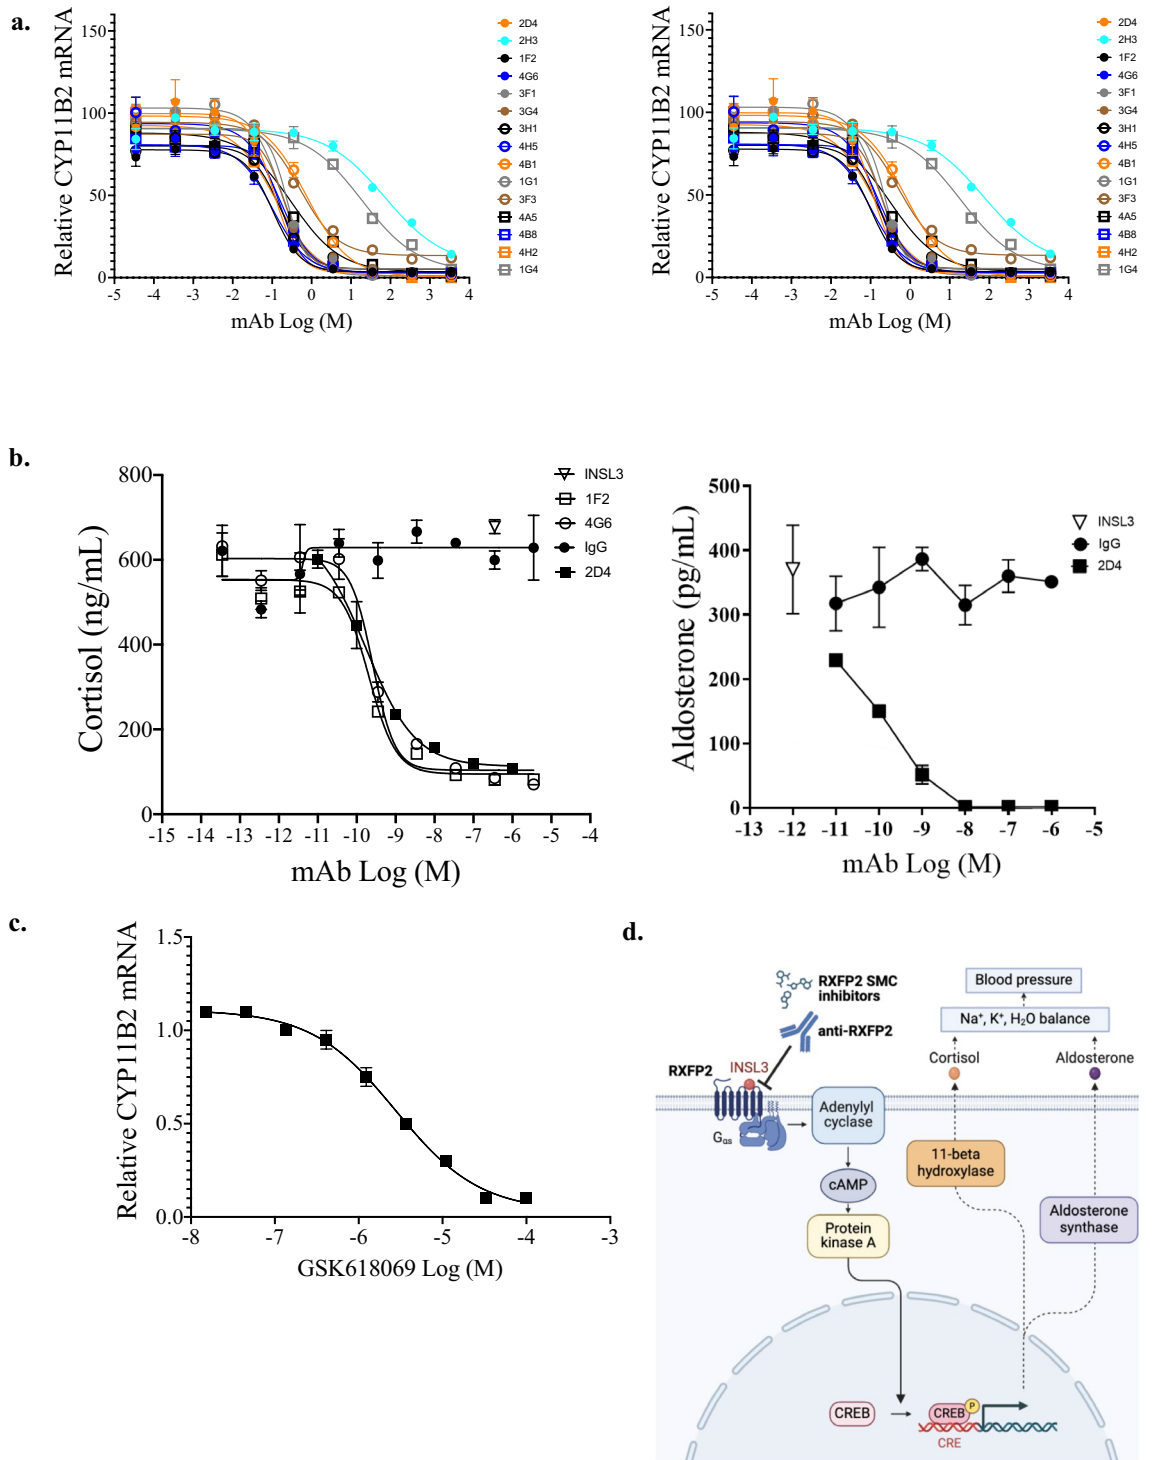 a.
Relative CYP11B2 mRNA
150
100
50
0
-5 -4 -3 -2 -1 0 1 2 3 4
mAb Log (M)
2D4
2H3
1F2
4G6
3F1
3G4
3H1
4H5
4B1
1G1
3F3
4A5
4B8
4H2
1G4
Relative CYP11B2 mRNA
150
100
50
0
-5 -4 -3 -2 -1 0 1 2 3 4
mAb Log (M)
2D4
2H3
1F2
4G6
3F1
3G4
3H1
4H5
4B1
1G1
3F3
4A5
4B8
4H2
1G4
b.
Cortisol (ng/mL)
800
600
400
200
0
-15 -14 -13 -12 -11 -10 -9 -8 -7 -6 -5 -4
mAb Log (M)
INSL3
1F2
4G6
IgG
2D4
Aldosterone (pg/mL)
500
400
300
200
100
0
-13 -12 -11 -10 -9 -8 -7 -6 -5
mAb Log (M)
INSL3
IgG
2D4
c.
Relative CYP11B2 mRNA
1.5
1.0
0.5
0.0
-8 -7 -6 -5 -4 -3
GSK618069 Log (M)
d.
RXFP2 SMC
inhibitors
anti-RXFP2
RXFP2
INSL3
Gαs
Adenylyl
cyclase
cAMP
Protein
kinase A
Blood pressure
Na⁺, K⁺, H₂O balance
Cortisol
Aldosterone
11-beta
hydroxylase
Aldosterone
synthase
CREB
CREB
P
CRE